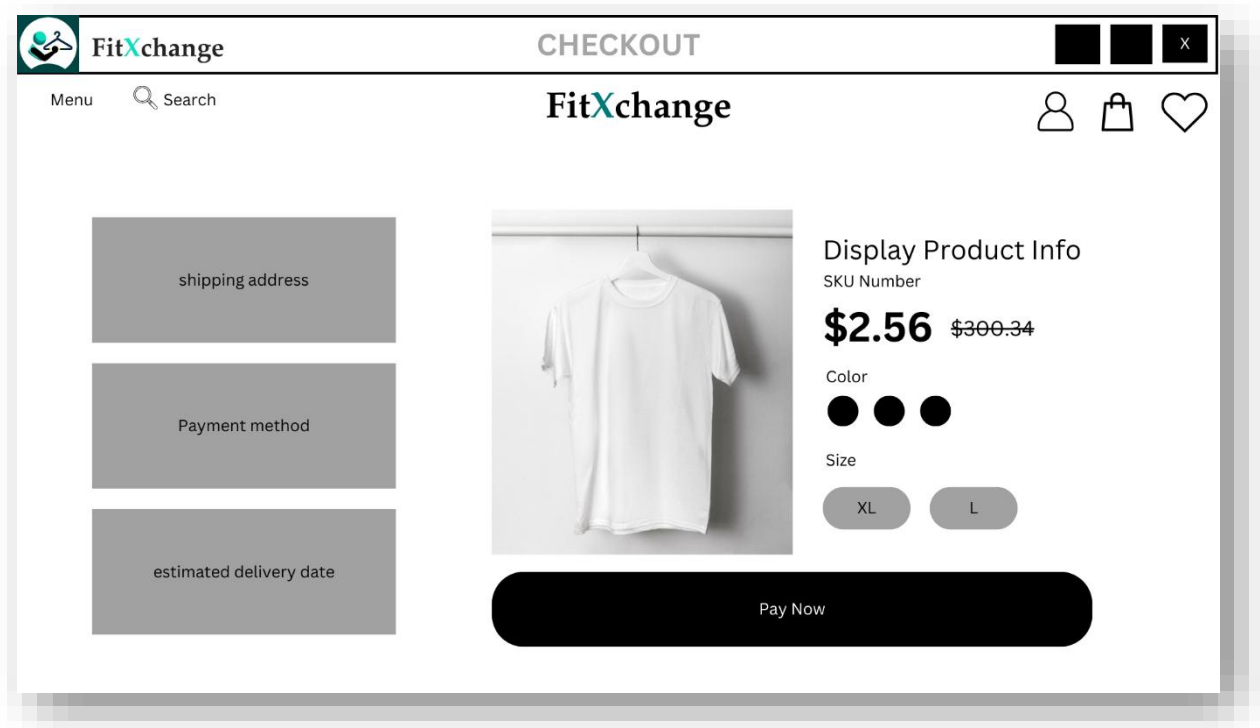 FitXchange
CHECKOUT
X
Menu
Search
FitXchange
shipping address
Payment method
estimated delivery date
Display Product Info
SKU Number
$2.56 $300.34
Color
Size
XL
L
Pay Now